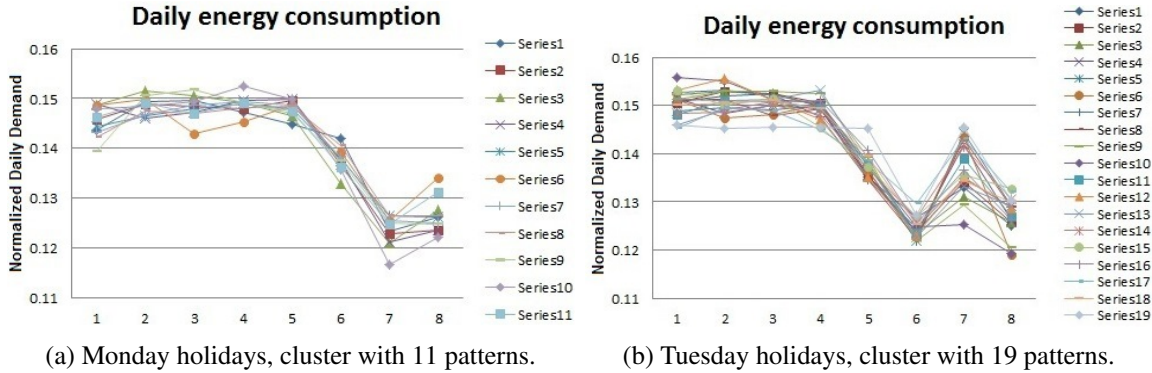 Daily energy consumption
Normalized Daily Demand
0.16
0.15
0.14
0.13
0.12
0.11
1 2 3 4 5 6 7 8
Series1
Series2
Series3
Series4
Series5
Series6
Series7
Series8
Series9
Series10
Series11
(a) Monday holidays, cluster with 11 patterns.
Daily energy consumption
Normalized Daily Demand
0.16
0.15
0.14
0.13
0.12
0.11
1 2 3 4 5 6 7 8
Series1
Series2
Series3
Series4
Series5
Series6
Series7
Series8
Series9
Series10
Series11
Series12
Series13
Series14
Series15
Series16
Series17
Series18
Series19
(b) Tuesday holidays, cluster with 19 patterns.